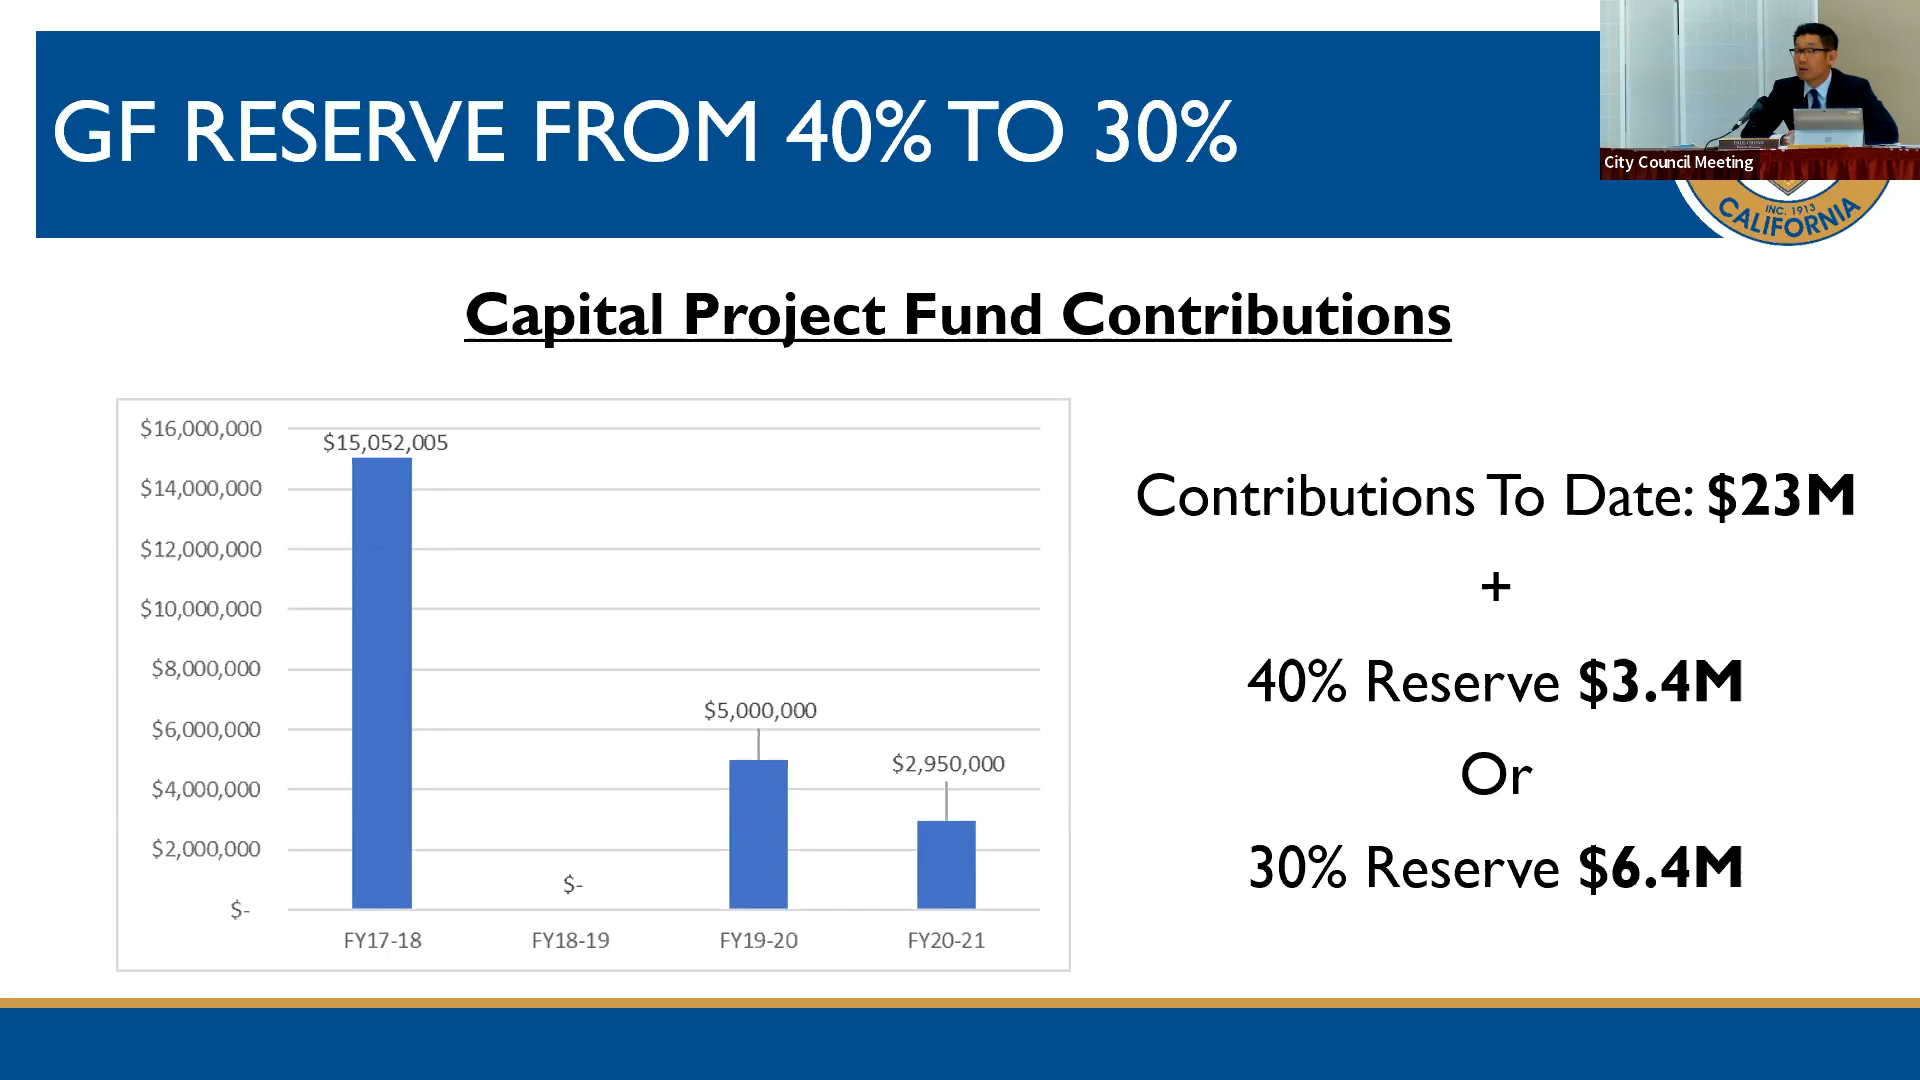 GF RESERVE FROM 40% TO 30%
City Council Meeting
INC. 1913
CALIFORNIA
Capital Project Fund Contributions
$16,000,000
$14,000,000
$12,000,000
$10,000,000
$8,000,000
$6,000,000
$4,000,000
$2,000,000
$-
$15,052,005
$-
$5,000,000
$2,950,000
FY17-18
FY18-19
FY19-20
FY20-21
Contributions To Date: $23M
+
40% Reserve $3.4M
Or
30% Reserve $6.4M